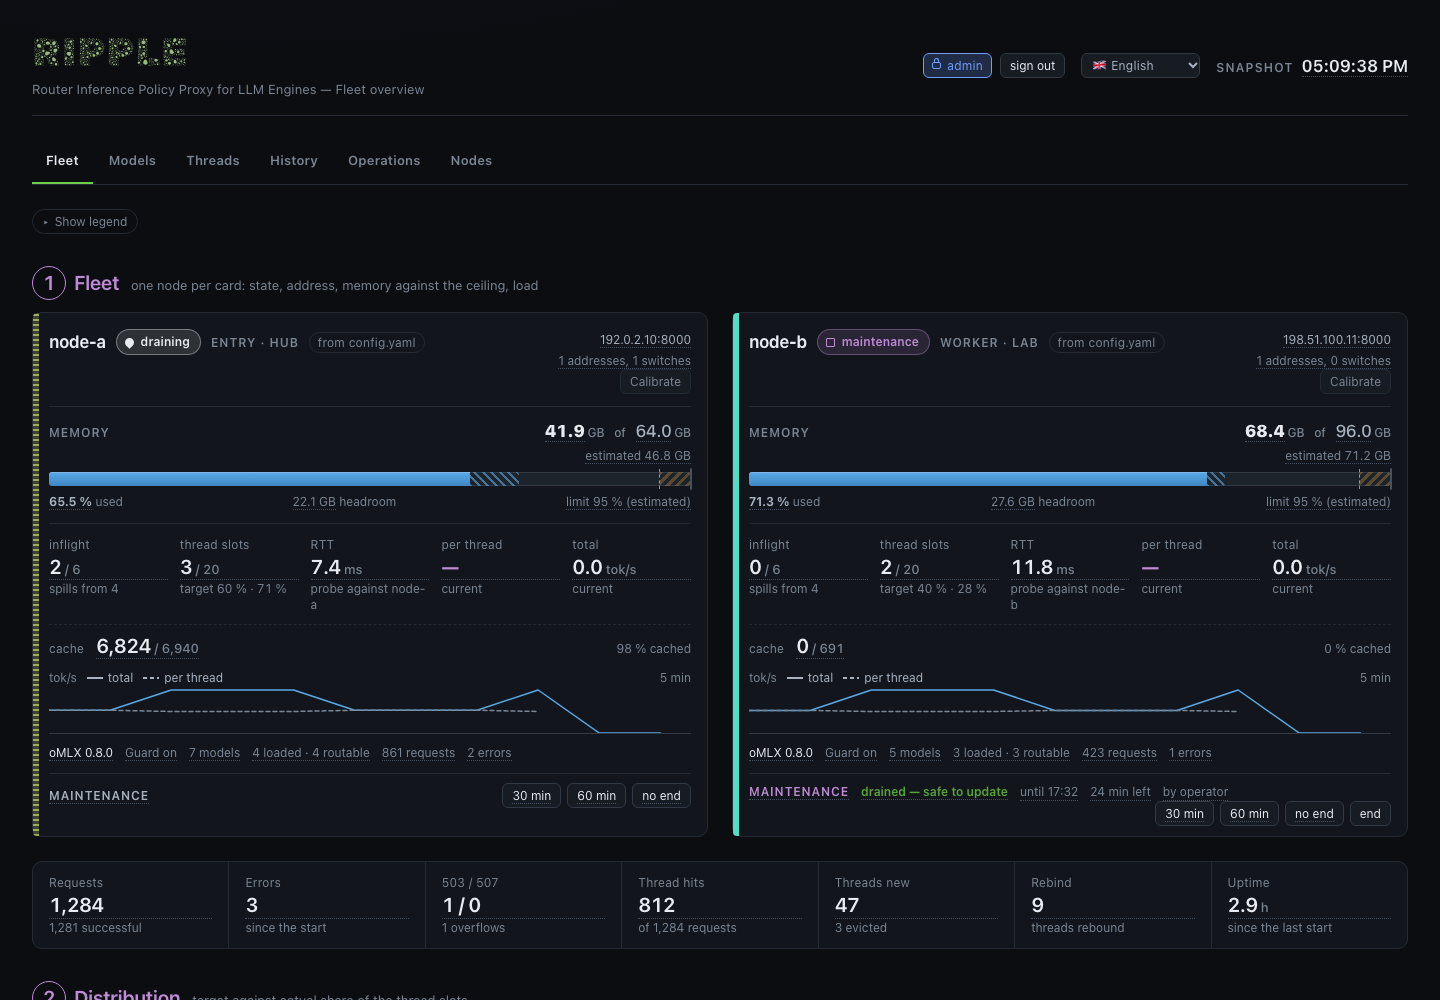 RIPPLE
Router Inference Policy Proxy for LLM Engines — Fleet overview
admin
sign out
English
SNAPSHOT 05:09:38 PM
Fleet Models Threads History Operations Nodes
Show legend
1 Fleet one node per card: state, address, memory against the ceiling, load
node-a draining ENTRY · HUB from config.yaml 192.0.2.10:8000
1 addresses, 1 switches
Calibrate
MEMORY 41.9 GB of 64.0 GB
estimated 46.8 GB
65.5 % used 22.1 GB headroom limit 95 % (estimated)
inflight thread slots RTT per thread total
2 / 6 3 / 20 7.4 ms — 0.0 tok/s
spills from 4 target 60 % · 71 % probe against node-a current current
cache 6,824 / 6,940 98 % cached
tok/s total per thread 5 min
oMLX 0.8.0 Guard on 7 models 4 loaded · 4 routable 861 requests 2 errors
MAINTENANCE 30 min 60 min no end
node-b maintenance WORKER · LAB from config.yaml 198.51.100.11:8000
1 addresses, 0 switches
Calibrate
MEMORY 68.4 GB of 96.0 GB
estimated 71.2 GB
71.3 % used 27.6 GB headroom limit 95 % (estimated)
inflight thread slots RTT per thread total
0 / 6 2 / 20 11.8 ms — 0.0 tok/s
spills from 4 target 40 % · 28 % probe against node-b current current
cache 0 / 691 0 % cached
tok/s total per thread 5 min
oMLX 0.8.0 Guard on 5 models 3 loaded · 3 routable 423 requests 1 errors
MAINTENANCE drained — safe to update until 17:32 24 min left by operator
30 min 60 min no end end
Requests Errors 503 / 507 Thread hits Threads new Rebind Uptime
1,284 3 1 / 0 812 47 9 2.9 h
1,281 successful since the start 1 overflows of 1,284 requests 3 evicted threads rebound since the last start
2 Distribution target against actual share of the thread slots